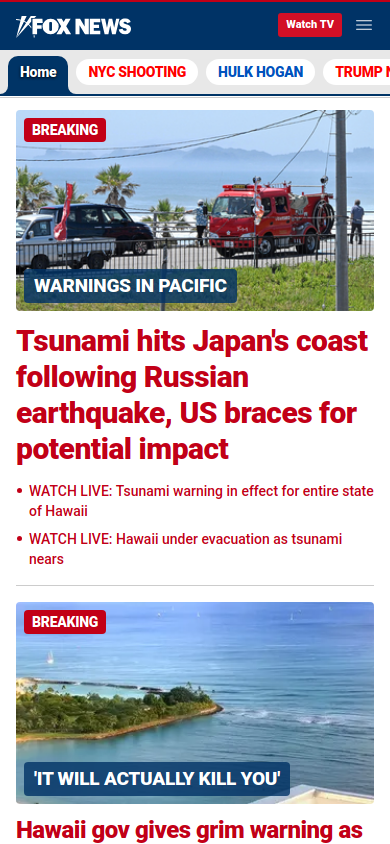 FOX NEWS
Watch TV
Home
NYC SHOOTING
HULK HOGAN
TRUMP
BREAKING
WARNINGS IN PACIFIC
Tsunami hits Japan's coast
following Russian
earthquake, US braces for
potential impact
• WATCH LIVE: Tsunami warning in effect for entire state
of Hawaii
• WATCH LIVE: Hawaii under evacuation as tsunami
nears
BREAKING
'IT WILL ACTUALLY KILL YOU'
Hawaii gov gives grim warning as